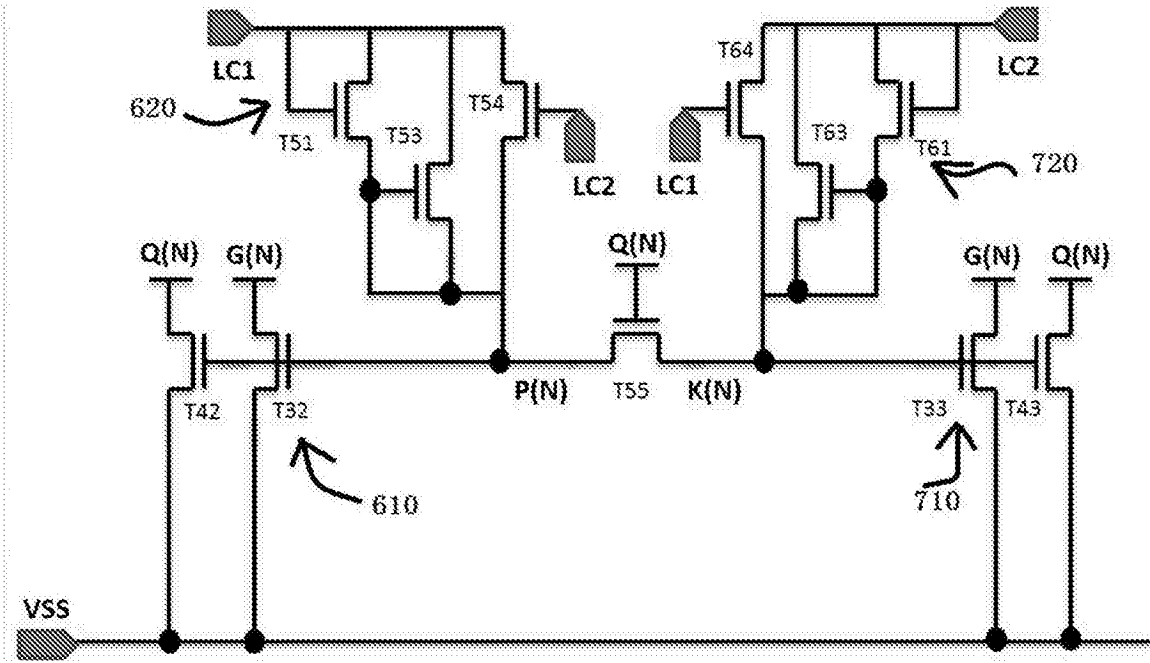 LC1
T64
LC2
620
T54
T51
T53
T63
T61
LC2
LC1
720
Q(N)
G(N)
Q(N)
G(N)
Q(N)
P(N)
T55
K(N)
T42
T32
T33
T43
610
710
VSS